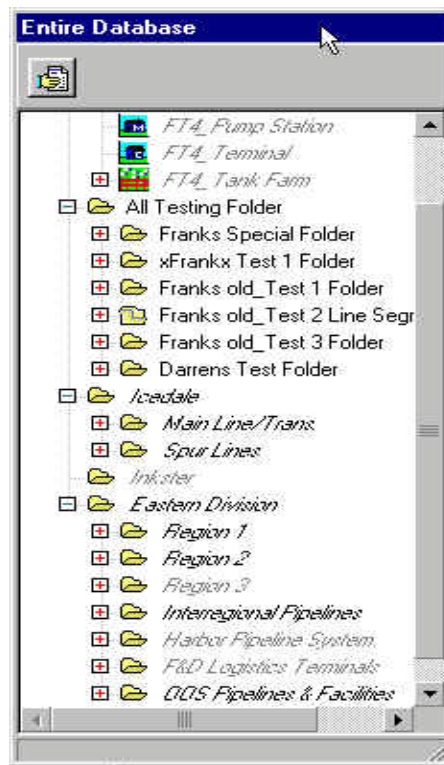 Entire Database
FT4_Pump Station
FT4_Terminal
FT4_Tank Farm
All Testing Folder
Franks Special Folder
xFrankx Test 1 Folder
Franks old_Test 1 Folder
Franks old_Test 2 Line Segr
Franks old_Test 3 Folder
Darrens Test Folder
Icedale
Main Line/Trans.
Spur Lines
Inkster
Eastern Division
Region 1
Region 2
Region 3
Interregional Pipelines
Harbor Pipeline System
F&D Logistics Terminals
OOS Pipelines & Facilities